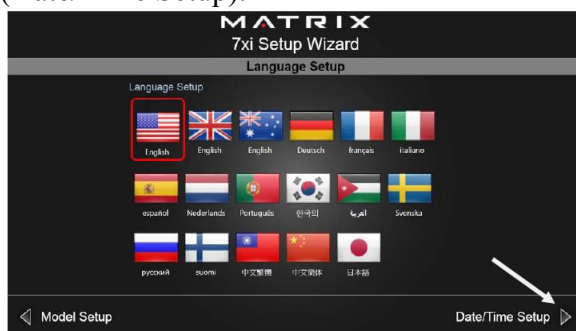 (Date/Time Setup).
MATRIX
7xi Setup Wizard
Language Setup
Language Setup
English English English Deutsch français italiano
español Nederlands Português 한국의 العربية Svenska
русский suomi 中文繁體 中文简体 日本語
Model Setup Date/Time Setup